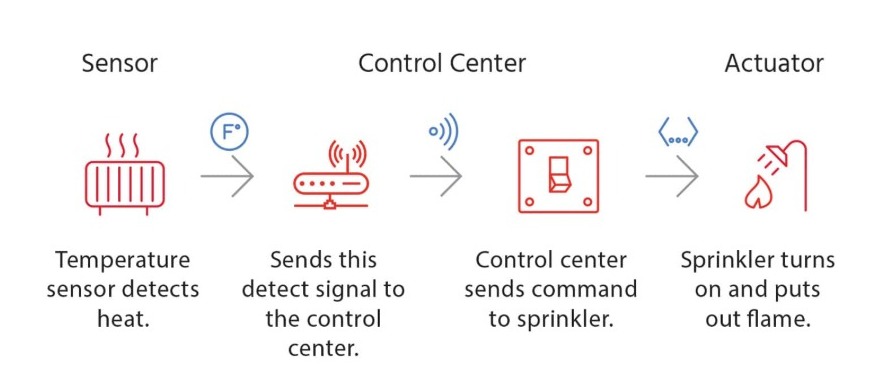 Sensor
Control Center
Actuator
F°
Temperature
sensor detects
heat.
Sends this
detect signal to
the control
center.
Control center
sends command
to sprinkler.
Sprinkler turns
on and puts
out flame.